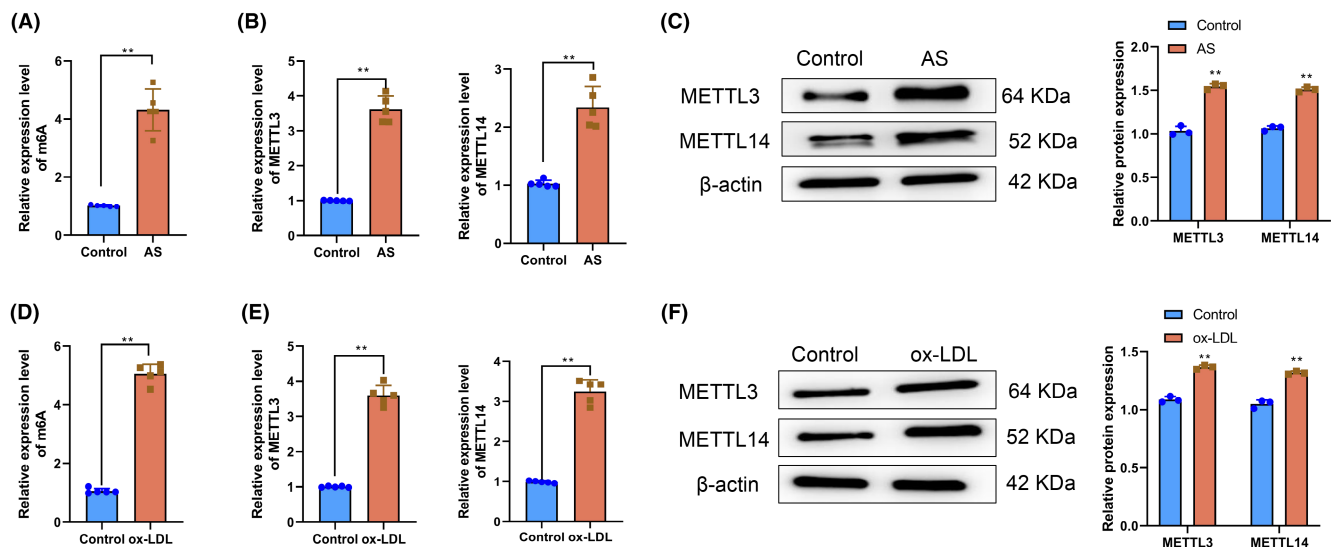 (A)
Relative expression level
of m6A
6
4
2
0
**
Control
AS
(B)
Relative expression level
of METTL3
5
4
3
2
1
0
**
Control
AS
Relative expression level
of METTL14
3
2
1
0
**
Control
AS
(C)
Control
AS
METTL3
64 KDa
METTL14
52 KDa
β-actin
42 KDa
Control
AS
Relative protein expression
1.5
1.0
0.5
0.0
**
**
METTL3
METTL14
(D)
Relative expression level
of m6A
6
4
2
0
**
Control ox-LDL
(E)
Relative expression level
of METTL3
5
4
3
2
1
0
**
Control ox-LDL
Relative expression level
of METTL14
4
3
2
1
0
**
Control ox-LDL
(F)
Control
ox-LDL
METTL3
64 KDa
METTL14
52 KDa
β-actin
42 KDa
Control
ox-LDL
Relative protein expression
1.5
1.0
0.5
0.0
**
**
METTL3
METTL14